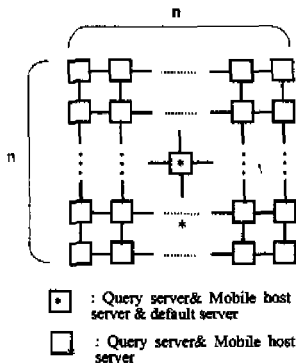 n
n
*
*
* : Query server& Mobile host
server & default server
: Query server& Mobile host
server